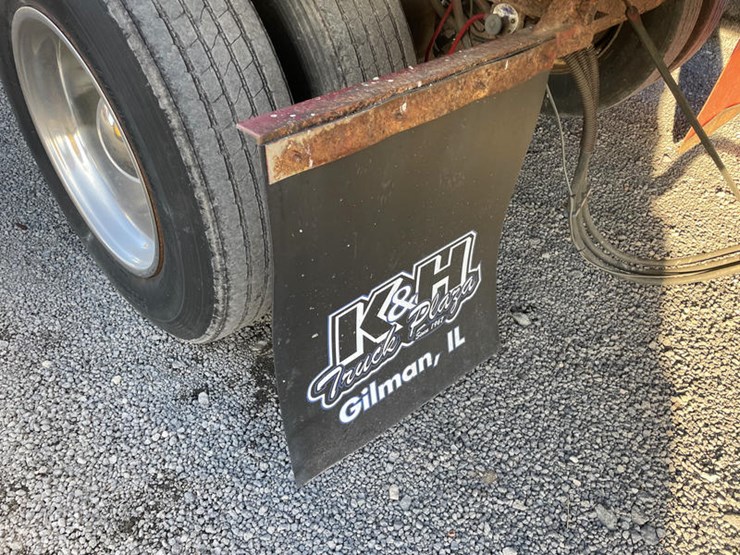 K&H
Truck Plaza
Gilman, IL